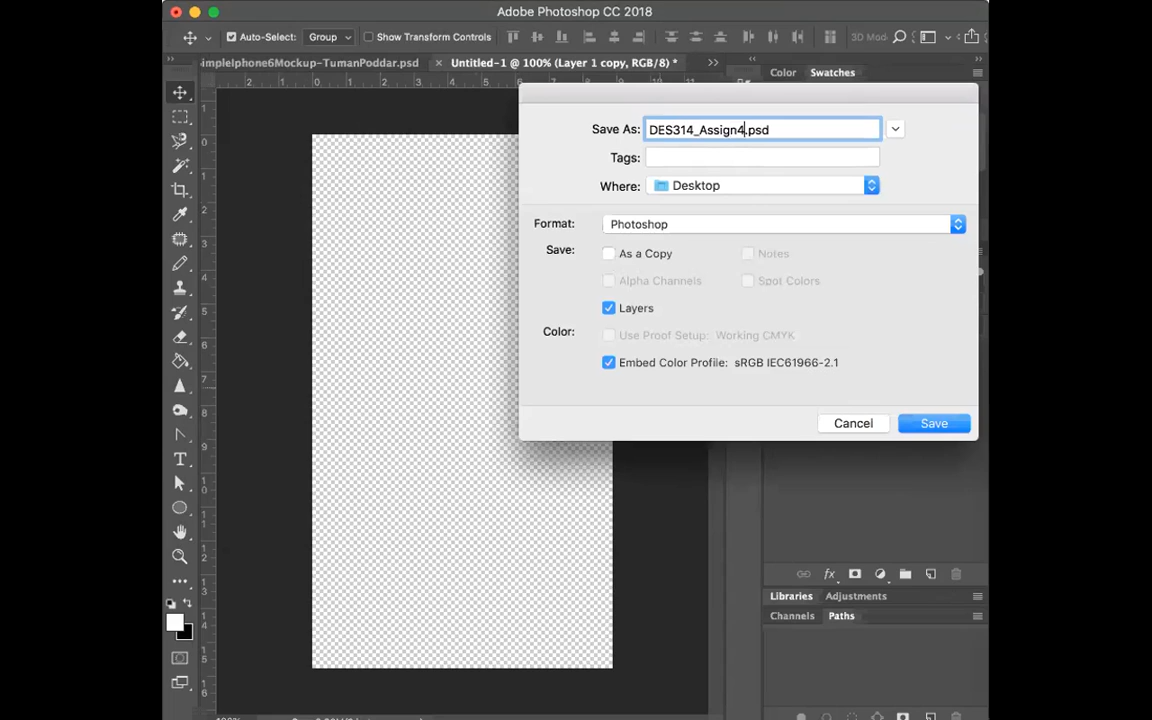 Adobe Photoshop CC 2018
Auto-Select: Group Show Transform Controls 3D Mod
impleIphone6Mockup-TumanPoddar.psd Untitled-1 @ 100% (Layer 1 copy, RGB/8) *
Color Swatches
Save As: DES314_Assign4.psd
Tags:
Where: Desktop
Format: Photoshop
Save: As a Copy Notes
Alpha Channels Spot Colors
Layers
Color: Use Proof Setup: Working CMYK
Embed Color Profile: sRGB IEC61966-2.1
Cancel Save
Libraries Adjustments
Channels Paths